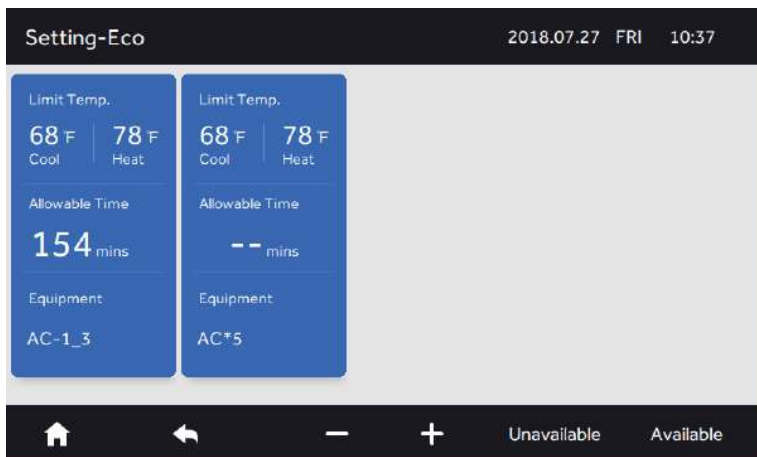 Setting-Eco 2018.07.27 FRI 10:37
Limit Temp.
68 °F 78 °F
Cool Heat
Allowable Time
154 mins
Equipment
AC-1_3
Limit Temp.
68 °F 78 °F
Cool Heat
Allowable Time
-- mins
Equipment
AC*5
− + Unavailable Available